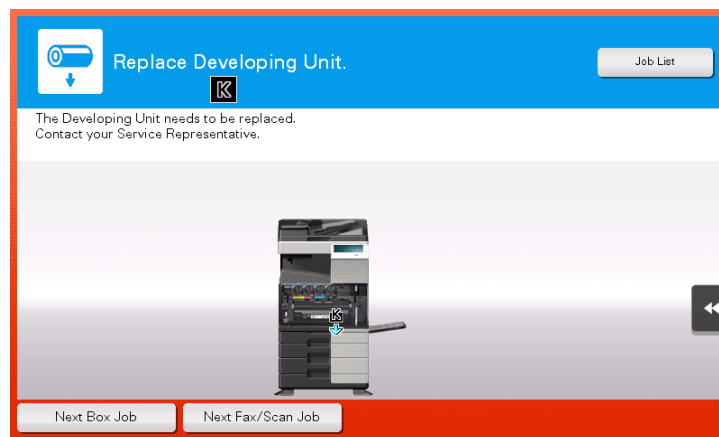 Replace Developing Unit.
Job List
K
The Developing Unit needs to be replaced.
Contact your Service Representative.
K
Next Box Job
Next Fax/Scan Job